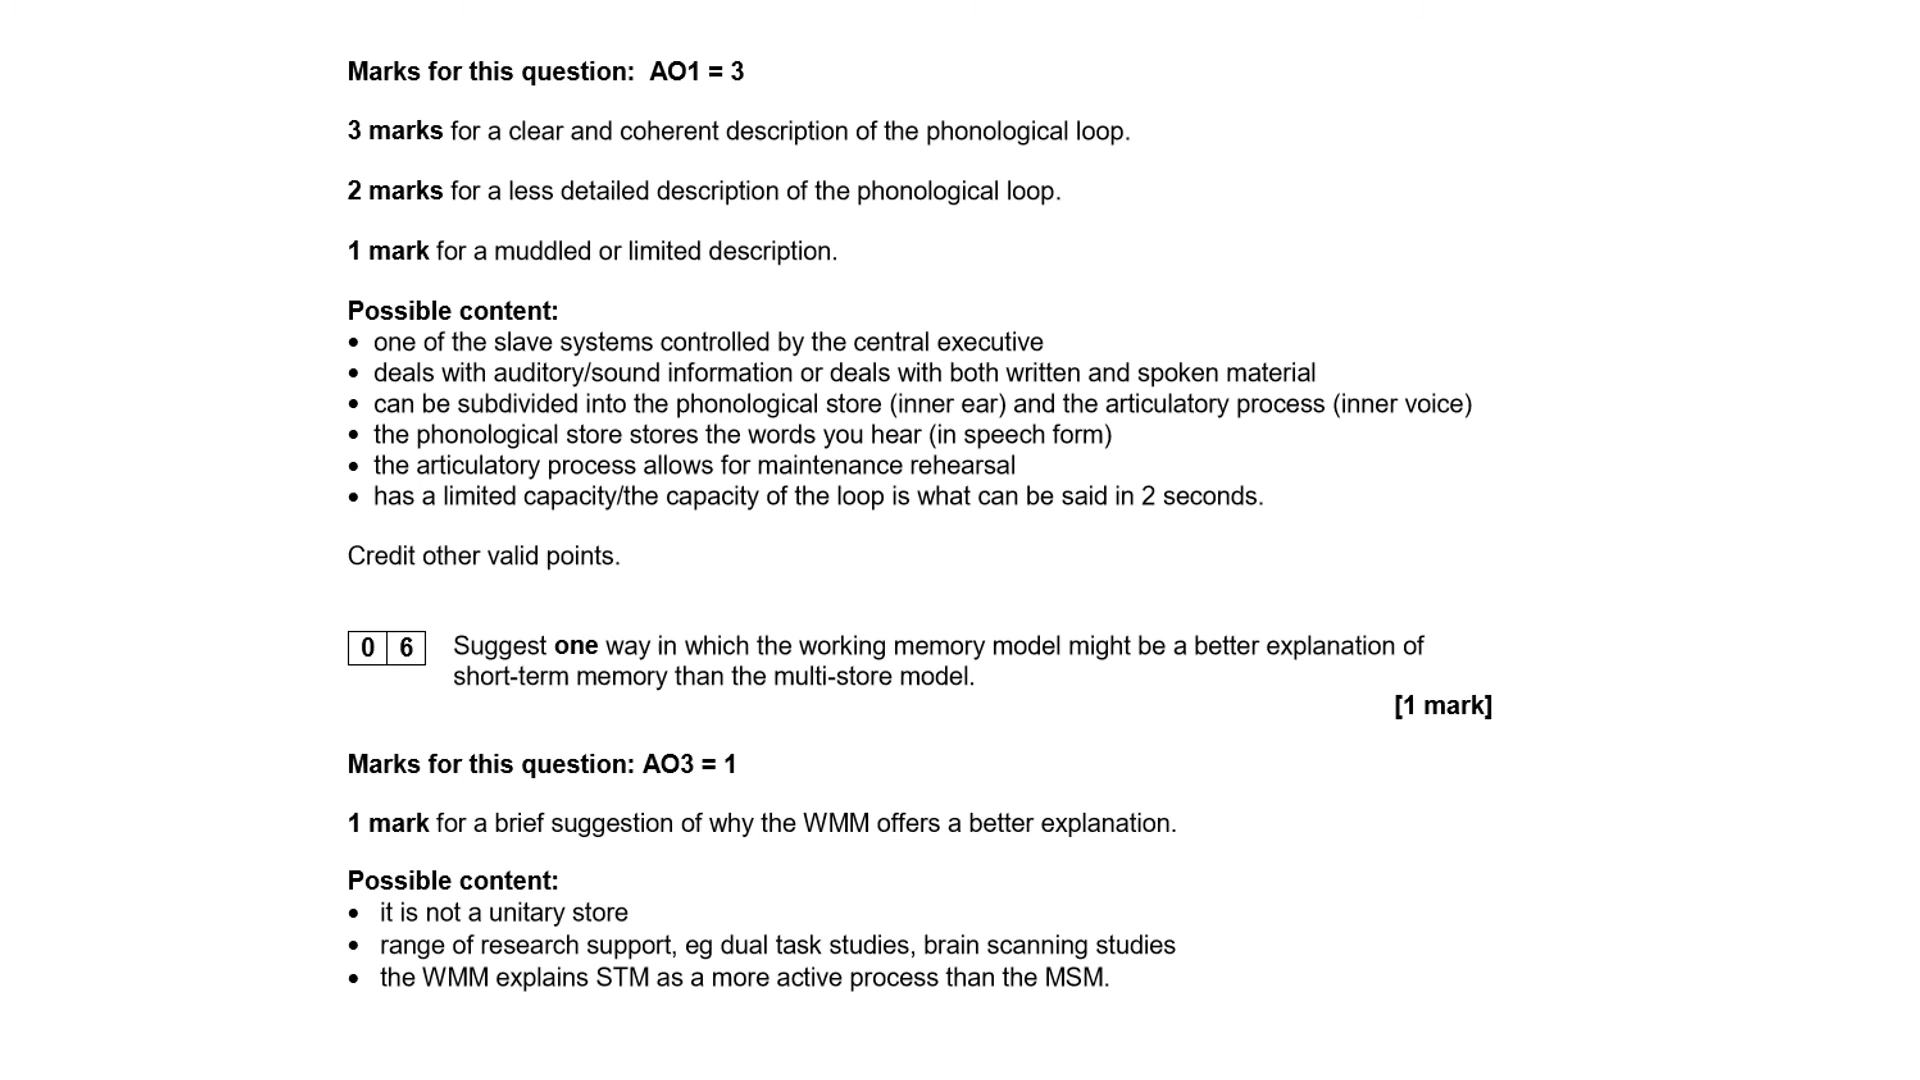 Marks for this question:  AO1 = 3
3 marks for a clear and coherent description of the phonological loop.
2 marks for a less detailed description of the phonological loop.
1 mark for a muddled or limited description.
Possible content:
• one of the slave systems controlled by the central executive
• deals with auditory/sound information or deals with both written and spoken material
• can be subdivided into the phonological store (inner ear) and the articulatory process (inner voice)
• the phonological store stores the words you hear (in speech form)
• the articulatory process allows for maintenance rehearsal
• has a limited capacity/the capacity of the loop is what can be said in 2 seconds.
Credit other valid points.
0 6 Suggest one way in which the working memory model might be a better explanation of
short-term memory than the multi-store model.
[1 mark]
Marks for this question: AO3 = 1
1 mark for a brief suggestion of why the WMM offers a better explanation.
Possible content:
• it is not a unitary store
• range of research support, eg dual task studies, brain scanning studies
• the WMM explains STM as a more active process than the MSM.